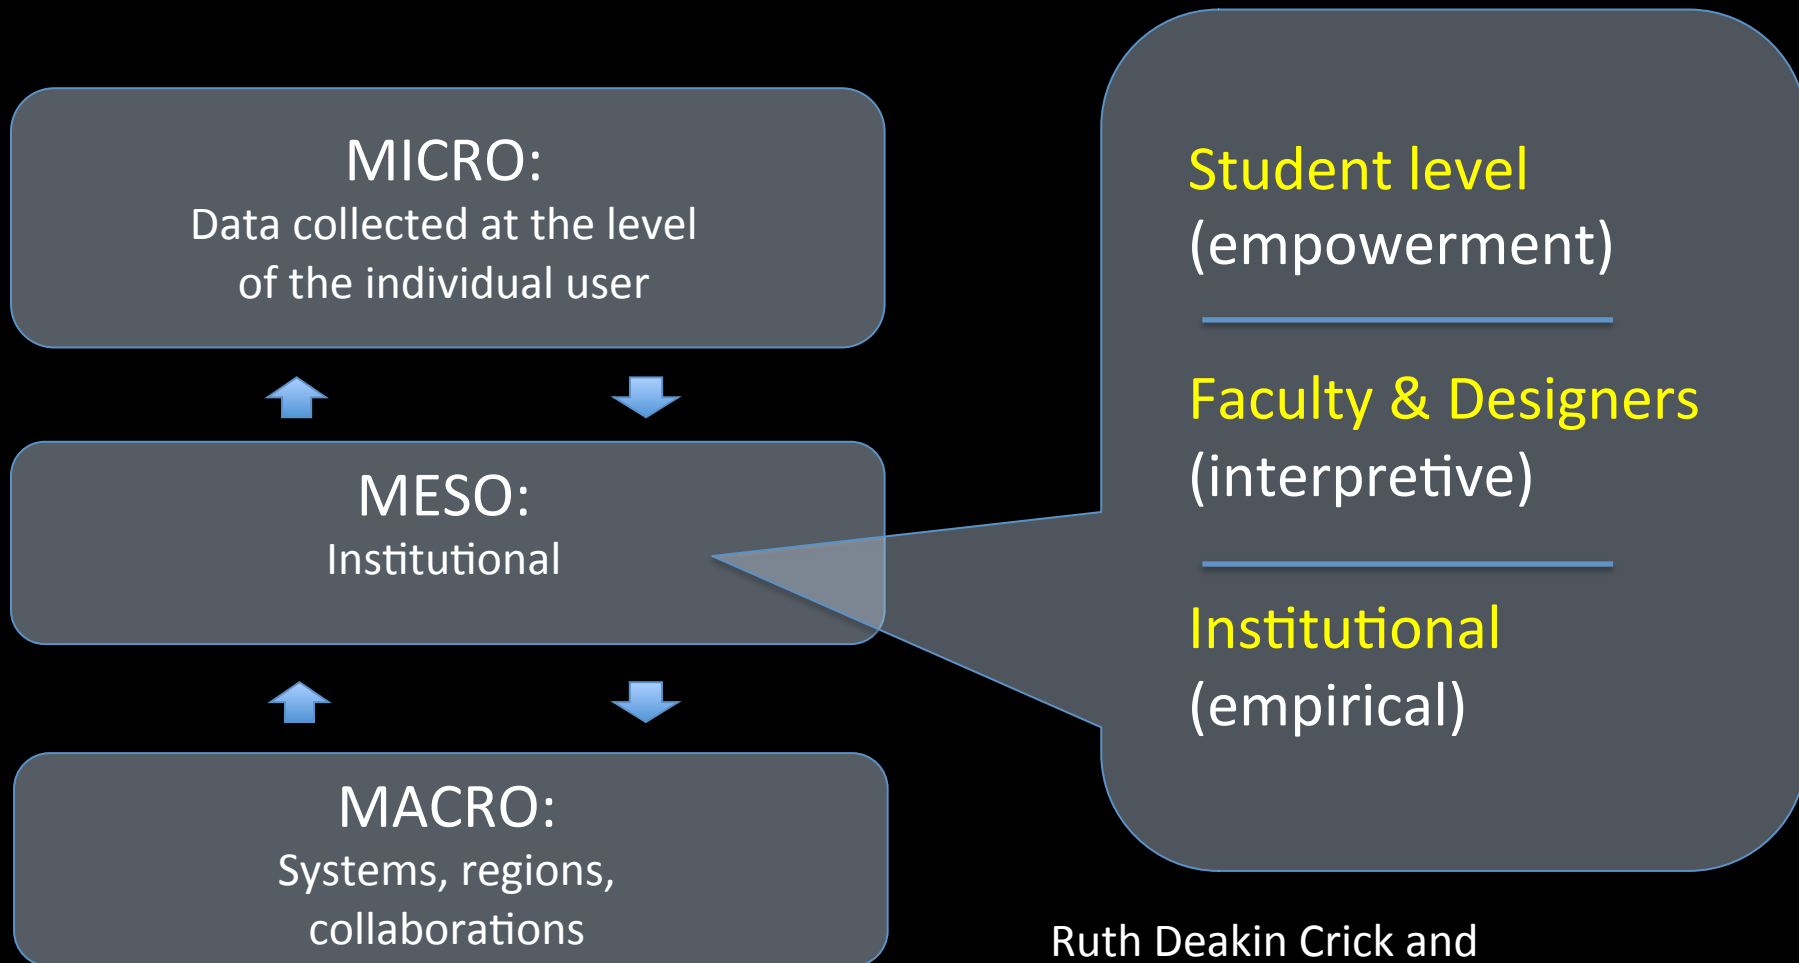 MICRO:
Data collected at the level
of the individual user
MESO:
Institutional
MACRO:
Systems, regions,
collaborations
Student level
(empowerment)
Faculty & Designers
(interpretive)
Institutional
(empirical)
Ruth Deakin Crick and